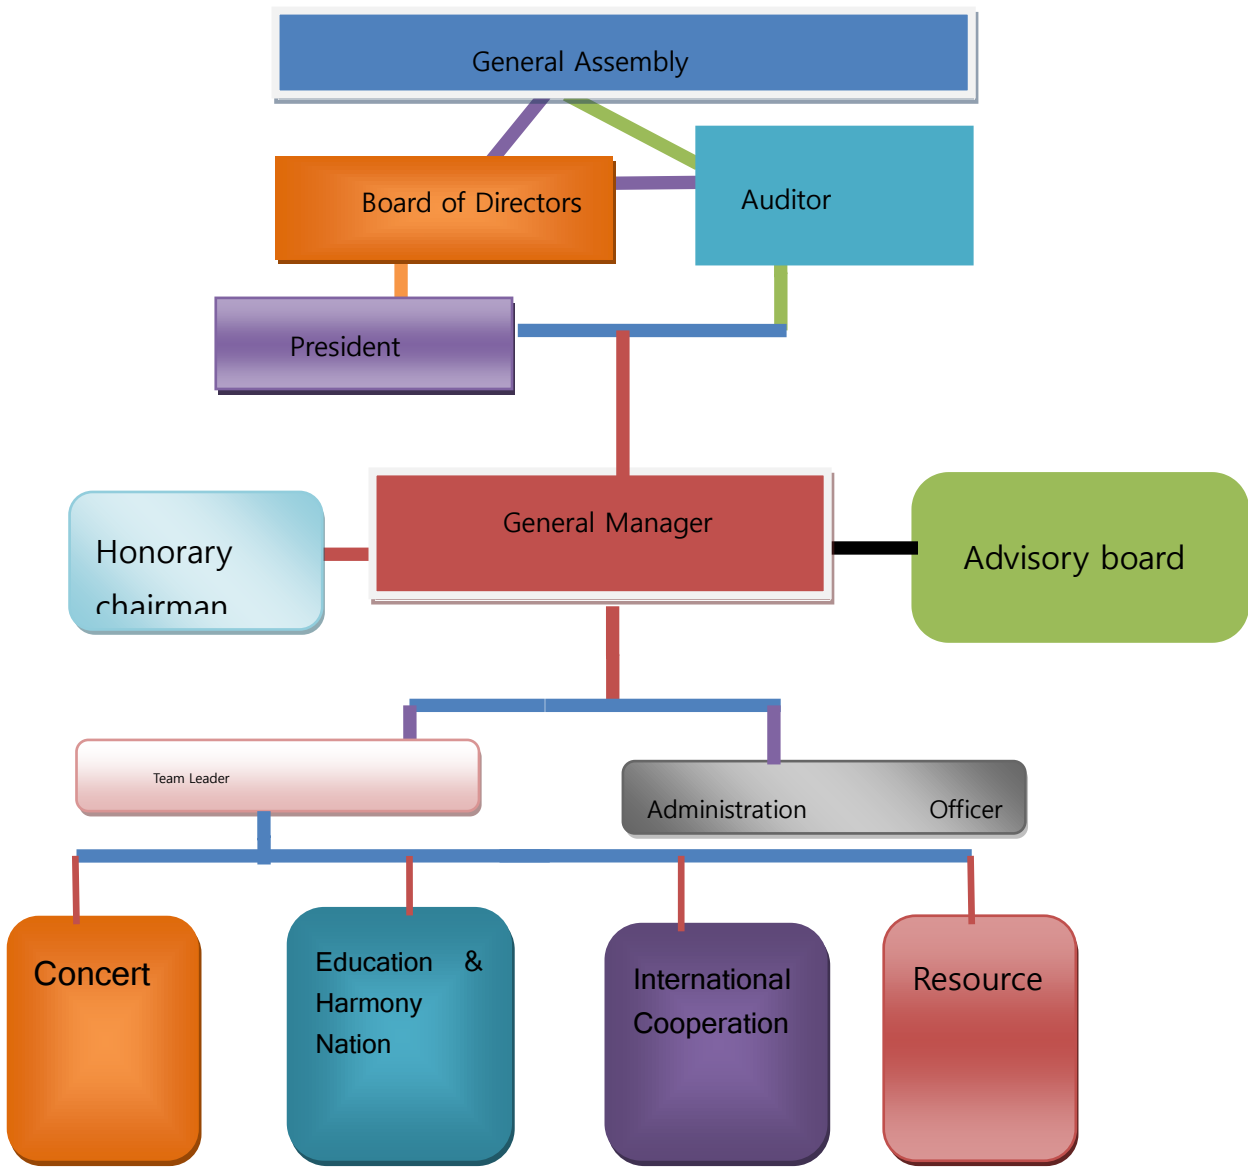 General Assembly
Board of Directors
Auditor
President
General Manager
Honorary
chairman
Advisory board
Team Leader
Administration Officer
Concert
Education &
Harmony
Nation
International
Cooperation
Resource